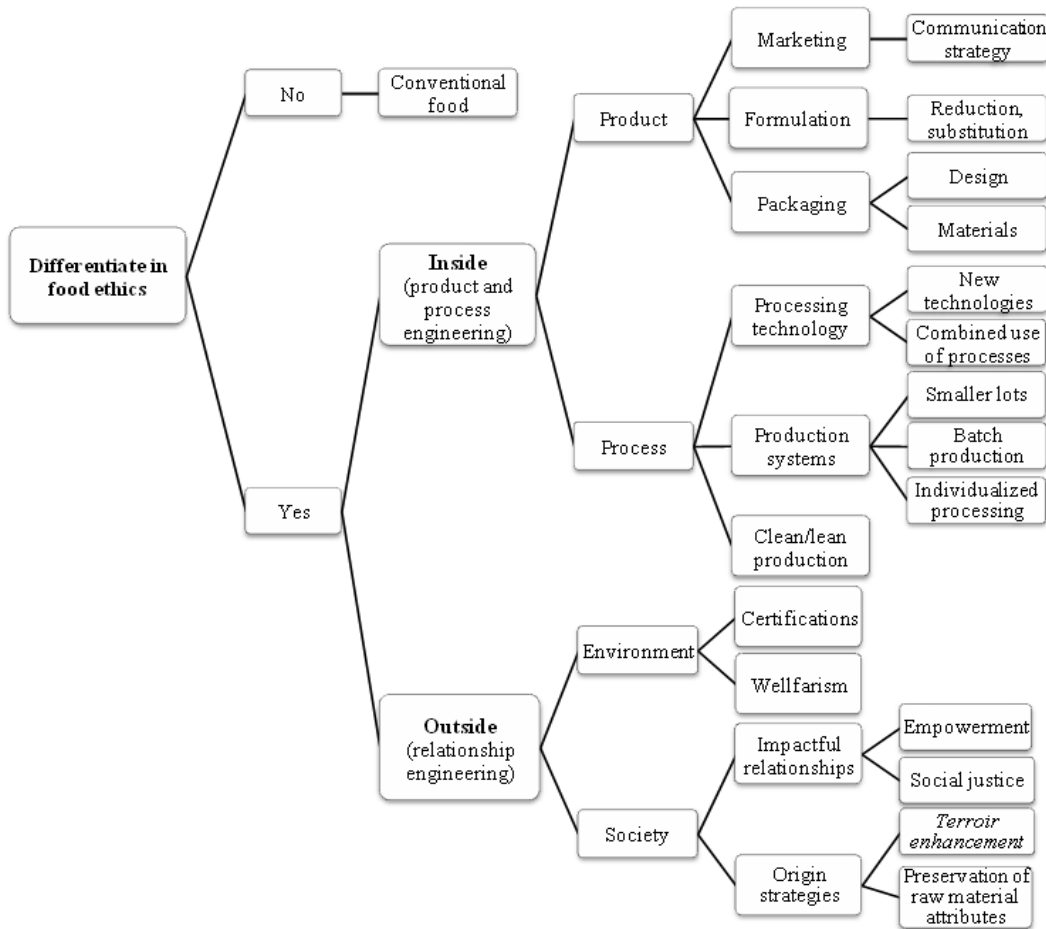 Differentiate in
food ethics
No
Conventional
food
Yes
Inside
(product and
process
engineering)
Product
Marketing
Communication
strategy
Formulation
Reduction,
substitution
Packaging
Design
Materials
Process
Processing
technology
New
technologies
Combined use
of processes
Production
systems
Smaller lots
Batch
production
Individualized
processing
Clean/lean
production
Outside
(relationship
engineering)
Environment
Certifications
Wellfarism
Society
Impactful
relationships
Empowerment
Social justice
Origin
strategies
Terroir
enhancement
Preservation of
raw material
attributes